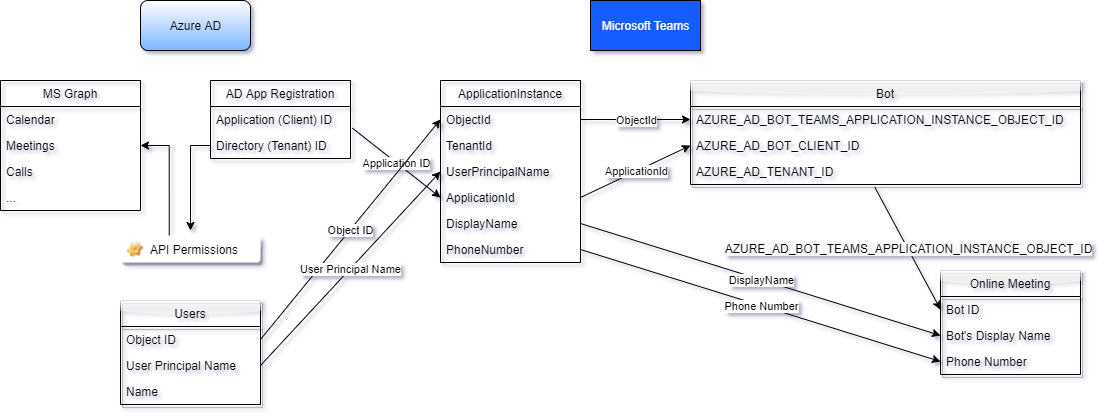 Azure AD
Microsoft Teams
MS Graph
Calendar
Meetings
Calls
...
AD App Registration
Application (Client) ID
Directory (Tenant) ID
ApplicationInstance
ObjectId
TenantId
UserPrincipalName
ApplicationId
DisplayName
PhoneNumber
Bot
AZURE_AD_BOT_TEAMS_APPLICATION_INSTANCE_OBJECT_ID
AZURE_AD_BOT_CLIENT_ID
AZURE_AD_TENANT_ID
ObjectId
Application ID
ApplicationId
API Permissions
Object ID
User Principal Name
AZURE_AD_BOT_TEAMS_APPLICATION_INSTANCE_OBJECT_ID
DisplayName
Phone Number
Users
Object ID
User Principal Name
Name
Online Meeting
Bot ID
Bot's Display Name
Phone Number